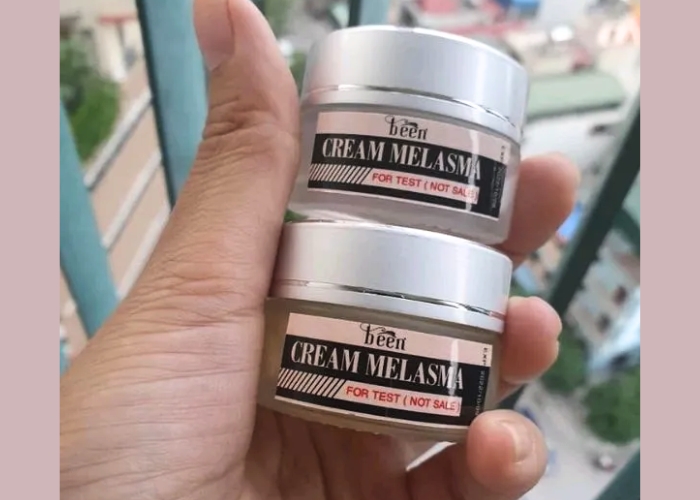 been
CREAM MELASMA
FOR TEST ( NOT SALE )
been
CREAM MELASMA
FOR TEST ( NOT SALE )